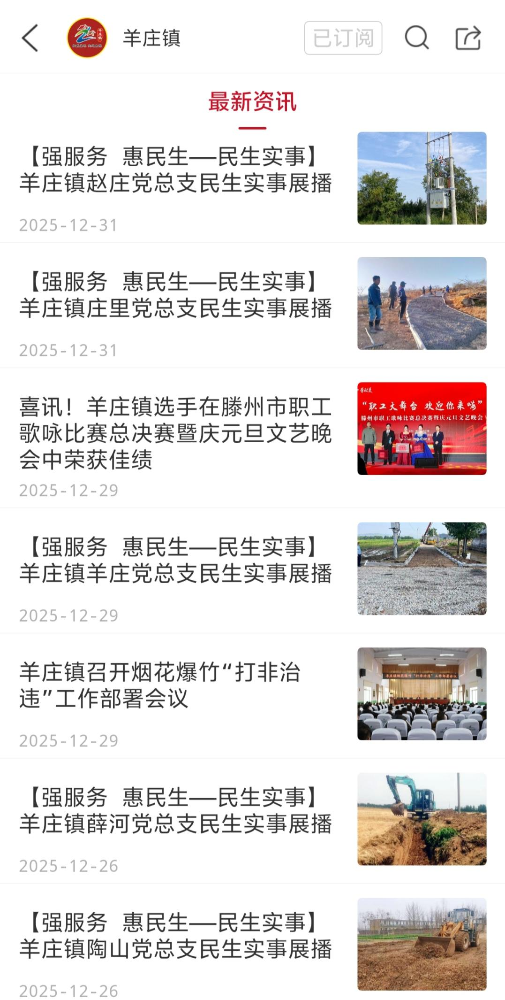 羊庄镇
已订阅
最新资讯
【强服务 惠民生——民生实事】
羊庄镇赵庄党总支民生实事展播
2025-12-31
【强服务 惠民生——民生实事】
羊庄镇庄里党总支民生实事展播
2025-12-31
喜讯！羊庄镇选手在滕州市职工
歌咏比赛总决赛暨庆元旦文艺晚
会中荣获佳绩
2025-12-29
“职工大舞台 欢迎你来嗨”
滕州市职工歌咏比赛总决赛暨庆元旦文艺晚会
【强服务 惠民生——民生实事】
羊庄镇羊庄党总支民生实事展播
2025-12-29
羊庄镇召开烟花爆竹“打非治
违”工作部署会议
2025-12-29
羊庄镇烟花爆竹“打非治违”工作部署会议
【强服务 惠民生——民生实事】
羊庄镇薛河党总支民生实事展播
2025-12-26
【强服务 惠民生——民生实事】
羊庄镇陶山党总支民生实事展播
2025-12-26